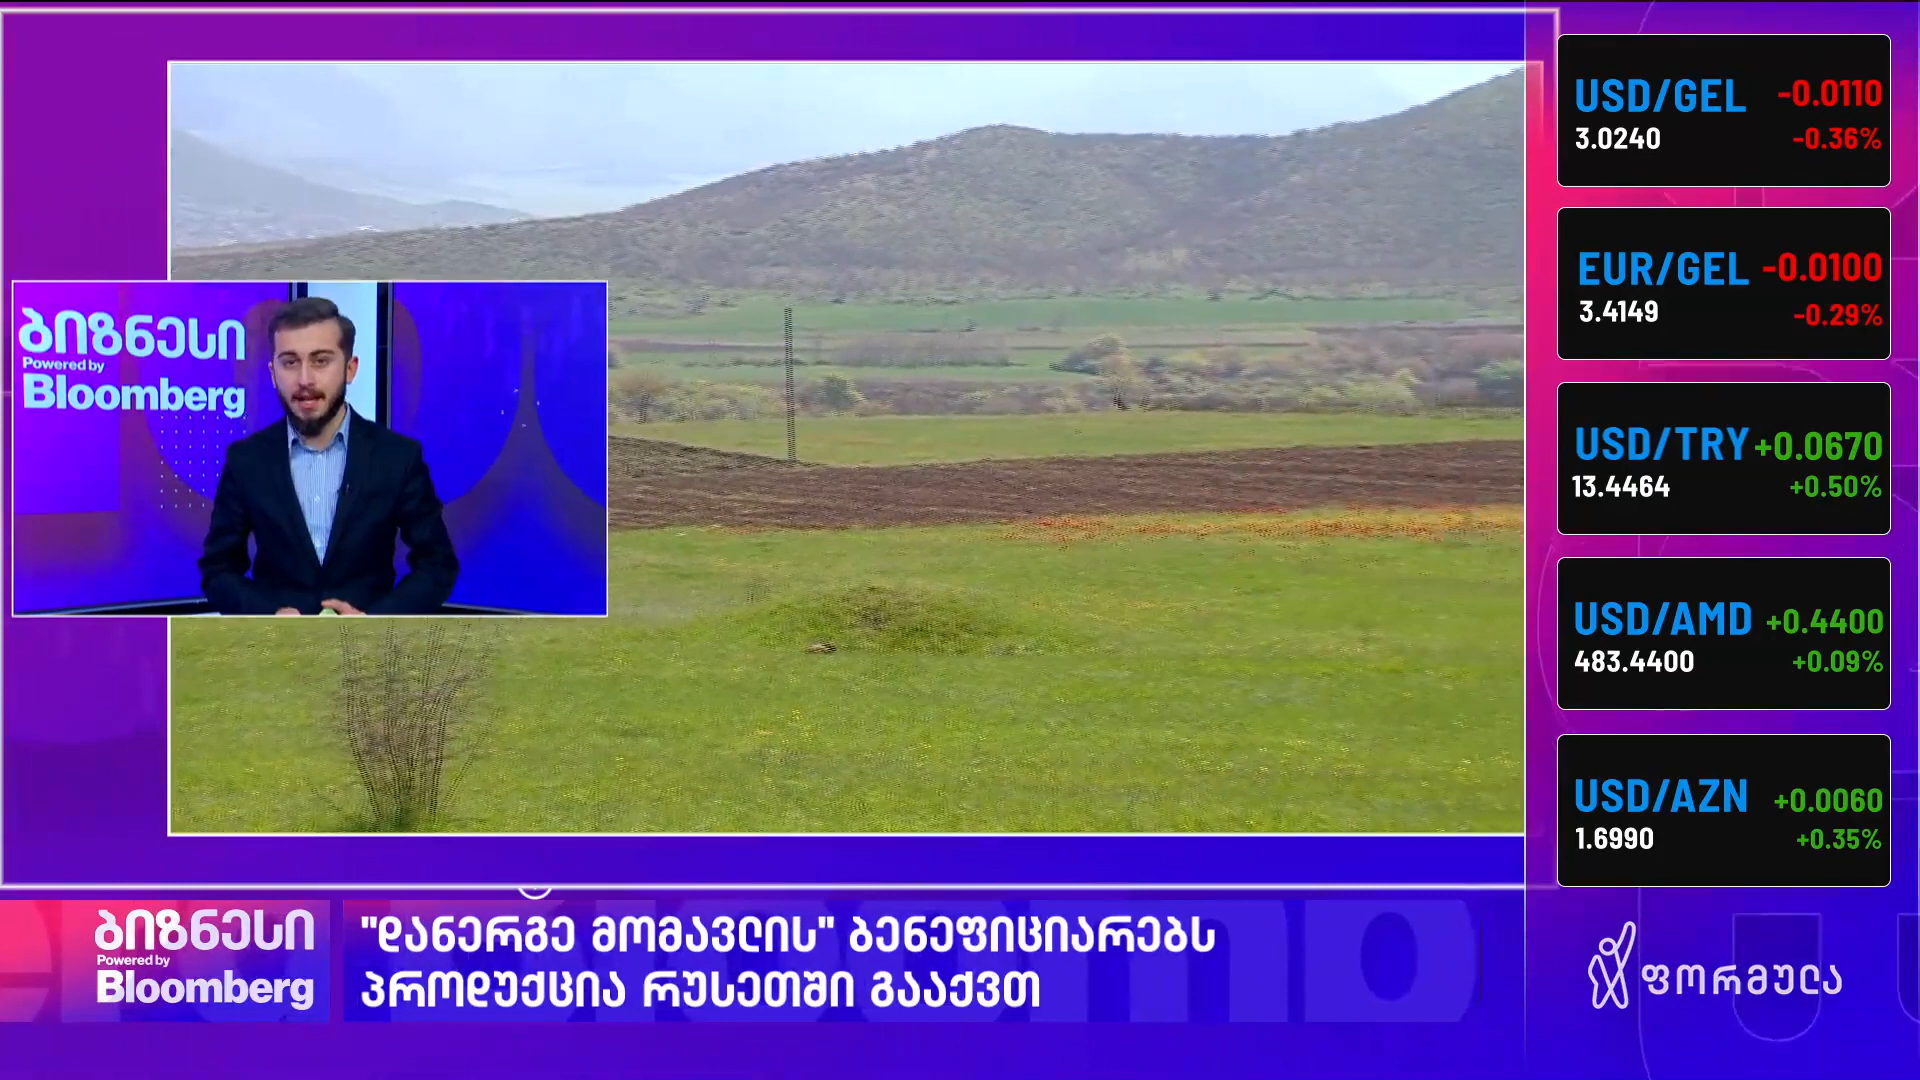 ბიზნესი
Powered by
Bloomberg
USD/GEL -0.0110
3.0240 -0.36%
EUR/GEL -0.0100
3.4149 -0.29%
USD/TRY +0.0670
13.4464 +0.50%
USD/AMD +0.4400
483.4400 +0.09%
USD/AZN +0.0060
1.6990 +0.35%
ბიზნესი
Powered by
Bloomberg
"დანერგე მომავლის" ბენეფიციარებს
პროდუქცია რუსეთში გააქვთ
ფორმულა